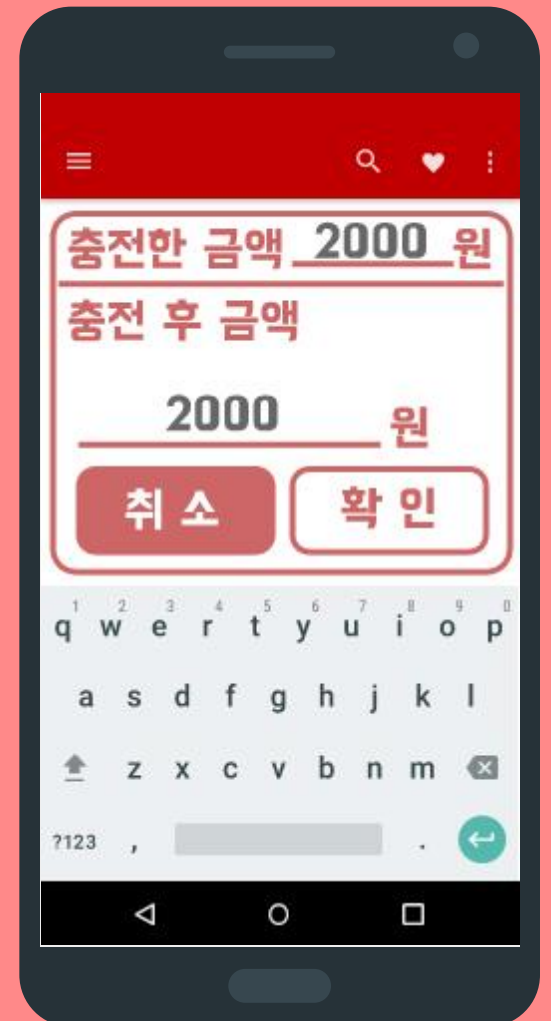 충전한 금액 2000 원
충전 후 금액
2000 원
취 소 확 인
1 2 3 4 5 6 7 8 9 0
q w e r t y u i o p
a s d f g h j k l
z x c v b n m
?123 , .